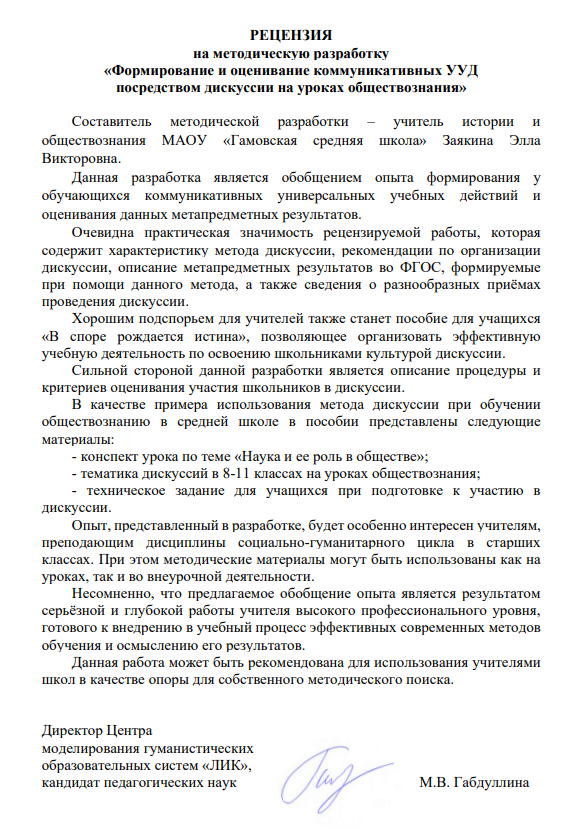 РЕЦЕНЗИЯ
на методическую разработку
«Формирование и оценивание коммуникативных УУД
посредством дискуссии на уроках обществознания»
Составитель методической разработки – учитель истории и
обществознания МАОУ «Гамовская средняя школа» Заякина Элла
Викторовна.
Данная разработка является обобщением опыта формирования у
обучающихся коммуникативных универсальных учебных действий и
оценивания данных метапредметных результатов.
Очевидна практическая значимость рецензируемой работы, которая
содержит характеристику метода дискуссии, рекомендации по организации
дискуссии, описание метапредметных результатов во ФГОС, формируемые
при помощи данного метода, а также сведения о разнообразных приёмах
проведения дискуссии.
Хорошим подспорьем для учителей также станет пособие для учащихся
«В споре рождается истина», позволяющее организовать эффективную
учебную деятельность по освоению школьниками культурой дискуссии.
Сильной стороной данной разработки является описание процедуры и
критериев оценивания участия школьников в дискуссии.
В качестве примера использования метода дискуссии при обучении
обществознанию в средней школе в пособии представлены следующие
материалы:
- конспект урока по теме «Наука и ее роль в обществе»;
- тематика дискуссий в 8-11 классах на уроках обществознания;
- техническое задание для учащихся при подготовке к участию в
дискуссии.
Опыт, представленный в разработке, будет особенно интересен учителям,
преподающим дисциплины социально-гуманитарного цикла в старших
классах. При этом методические материалы могут быть использованы как на
уроках, так и во внеурочной деятельности.
Несомненно, что предлагаемое обобщение опыта является результатом
серьёзной и глубокой работы учителя высокого профессионального уровня,
готового к внедрению в учебный процесс эффективных современных методов
обучения и осмыслению его результатов.
Данная работа может быть рекомендована для использования учителями
школ в качестве опоры для собственного методического поиска.
Директор Центра
моделирования гуманистических
образовательных систем «ЛИК»,
кандидат педагогических наук М.В. Габдуллина